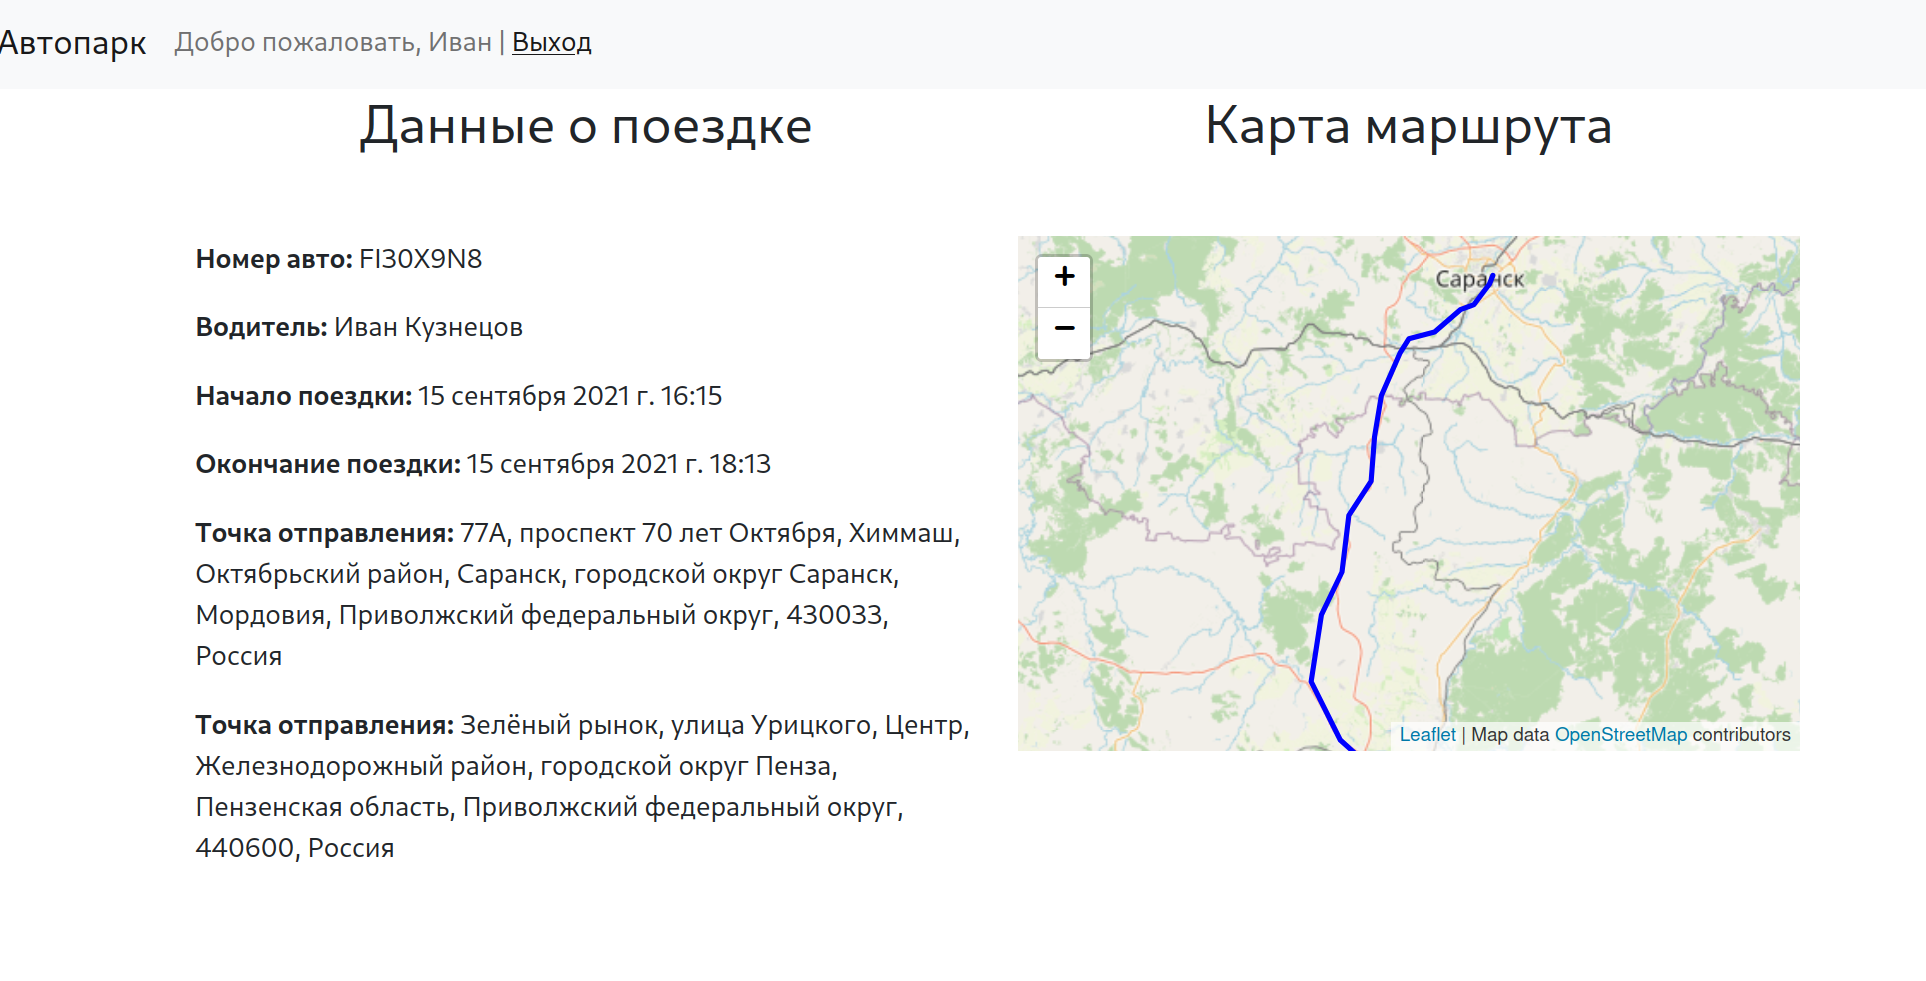 Автопарк Добро пожаловать, Иван | Выход
Данные о поездке
Номер авто: FI30X9N8
Водитель: Иван Кузнецов
Начало поездки: 15 сентября 2021 г. 16:15
Окончание поездки: 15 сентября 2021 г. 18:13
Точка отправления: 77А, проспект 70 лет Октября, Химмаш,
Октябрьский район, Саранск, городской округ Саранск,
Мордовия, Приволжский федеральный округ, 430033,
Россия
Точка отправления: Зелёный рынок, улица Урицкого, Центр,
Железнодорожный район, городской округ Пенза,
Пензенская область, Приволжский федеральный округ,
440600, Россия
Карта маршрута
+
−
Саранск
Leaflet | Map data OpenStreetMap contributors